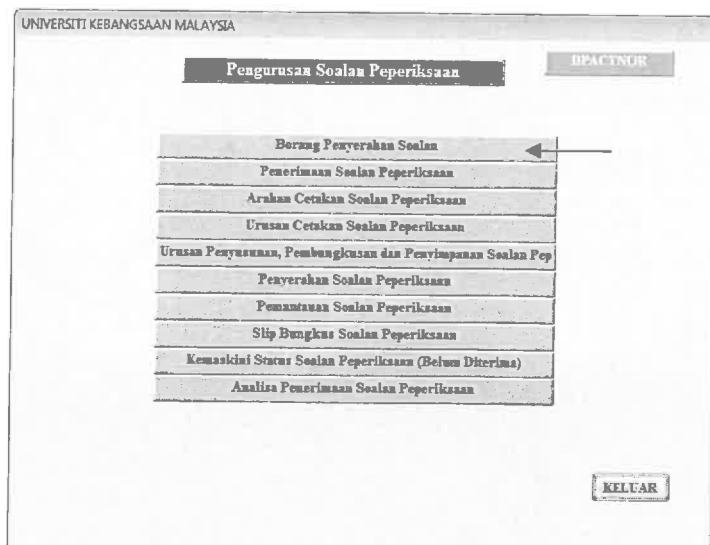 UNIVERSITI KEBANGSAAN MALAYSIA
Pengurusan Soalan Peperiksaan
DPACTNOR
Borang Penyerahan Soalan
Penerimaan Soalan Peperiksaan
Arahan Cetakan Soalan Peperiksaan
Urusan Cetakan Soalan Peperiksaan
Urusan Penyusunan, Pembungkusan dan Penyimpanan Soalan Pep
Penyerahan Soalan Peperiksaan
Pemantauan Soalan Peperiksaan
Slip Bungkus Soalan Peperiksaan
Kemaskini Status Soalan Peperiksaan (Belum Diterima)
Analisa Penerimaan Soalan Peperiksaan
KELUAR